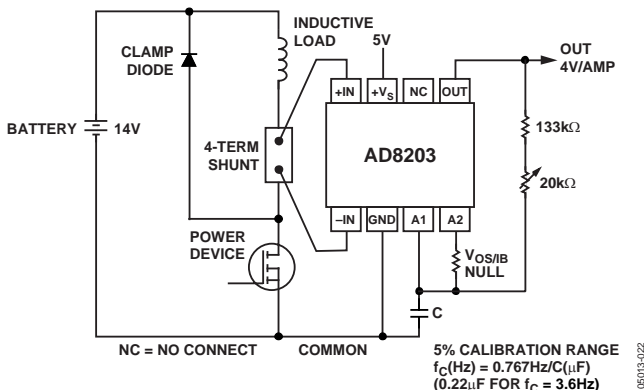 INDUCTIVE
LOAD
CLAMP
DIODE
5V
OUT
4V/AMP
+IN
+VS
NC
OUT
BATTERY
14V
4-TERM
SHUNT
133kΩ
AD8203
20kΩ
–IN
GND
A1
A2
POWER
DEVICE
VOS/IB
NULL
C
NC = NO CONNECT
COMMON
5% CALIBRATION RANGE
fC(Hz) = 0.767Hz/C(μF)
(0.22μF FOR fC = 3.6Hz)
05013-022